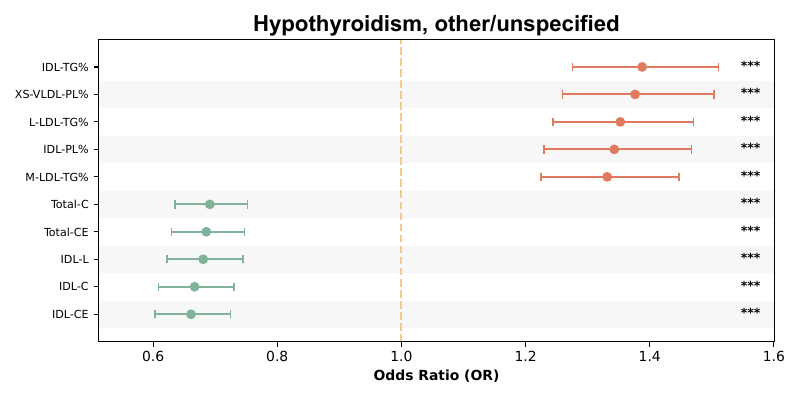 Hypothyroidism, other/unspecified
IDL-TG% ***
XS-VLDL-PL% ***
L-LDL-TG% ***
IDL-PL% ***
M-LDL-TG% ***
Total-C ***
Total-CE ***
IDL-L ***
IDL-C ***
IDL-CE ***
0.6 0.8 1.0 1.2 1.4 1.6
Odds Ratio (OR)